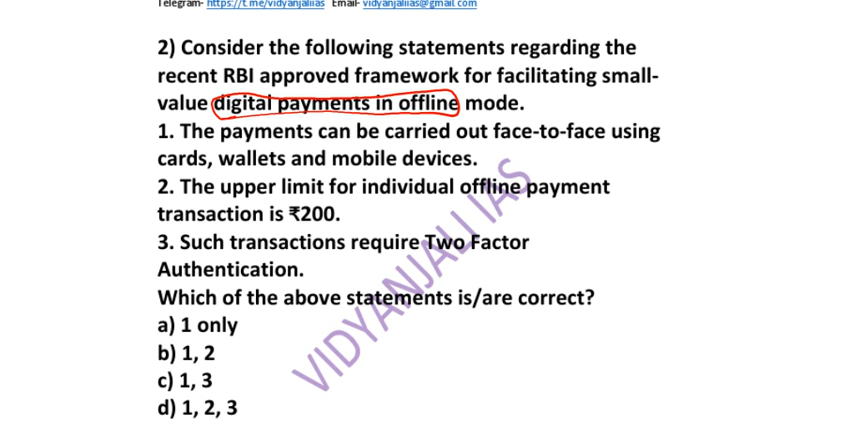 Telegram- https://t.me/vidyanjaliias Email- vidyanjaliias@gmail.com
2) Consider the following statements regarding the
recent RBI approved framework for facilitating small-
value digital payments in offline mode.
1. The payments can be carried out face-to-face using
cards, wallets and mobile devices.
2. The upper limit for individual offline payment
transaction is ₹200.
3. Such transactions require Two Factor
Authentication.
Which of the above statements is/are correct?
a) 1 only
b) 1, 2
c) 1, 3
d) 1, 2, 3
VIDYANJALI IAS